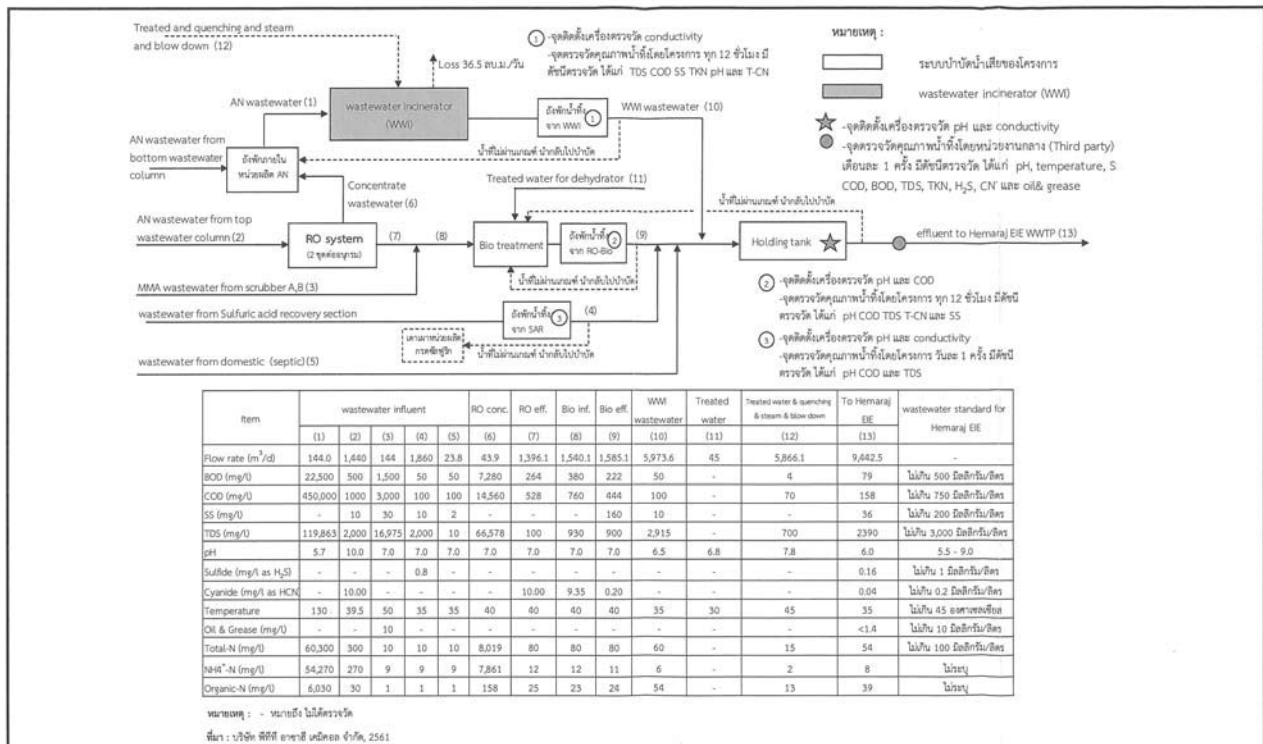 Treated and quenching and steam
and blow down (12)
Loss 36.5 ลบ.ม./วัน
AN wastewater (1)
wastewater incinerator
(WWI)
ถังพักน้ำทิ้ง
จาก WWI
1
WWI wastewater (10)
AN wastewater from
bottom wastewater
column
ถังพักภายใน
หน่วยผลิต AN
น้ำที่ไม่ผ่านเกณฑ์ นำกลับไปบำบัด
Concentrate
wastewater (6)
Treated water for dehydrator (11)
น้ำที่ไม่ผ่านเกณฑ์ นำกลับไปบำบัด
AN wastewater from top
wastewater column (2)
RO system
(2 ชุดต่ออนุกรม)
(7)
(8)
Bio treatment
ถังพักน้ำทิ้ง
จาก RO-Bio
2
(9)
Holding tank
effluent to Hemaraj EIE WWTP (13)
น้ำที่ไม่ผ่านเกณฑ์ นำกลับไปบำบัด
MMA wastewater from scrubber A,B (3)
wastewater from Sulfuric acid recovery section
ถังพักน้ำทิ้ง
จาก SAR
3
(4)
เตาเผาหน่วยผลิต
กรดซัลฟูริก
น้ำที่ไม่ผ่านเกณฑ์ นำกลับไปบำบัด
wastewater from domestic (septic) (5)
1 -จุดติดตั้งเครื่องตรวจวัด conductivity
-จุดตรวจวัดคุณภาพน้ำทิ้งโดยโครงการ ทุก 12 ชั่วโมง มี
ดัชนีตรวจวัด ได้แก่ TDS COD SS TKN pH และ T-CN
หมายเหตุ :
ระบบบำบัดน้ำเสียของโครงการ
wastewater incinerator (WWI)
-จุดติดตั้งเครื่องตรวจวัด pH และ conductivity
-จุดตรวจวัดคุณภาพน้ำทิ้งโดยหน่วยงานกลาง (Third party)
เดือนละ 1 ครั้ง มีดัชนีตรวจวัด ได้แก่ pH, temperature, S
COD, BOD, TDS, TKN, H₂S, CN⁻ และ oil& grease
2 -จุดติดตั้งเครื่องตรวจวัด pH และ COD
-จุดตรวจวัดคุณภาพน้ำทิ้งโดยโครงการ ทุก 12 ชั่วโมง มีดัชนี
ตรวจวัด ได้แก่ pH COD TDS T-CN และ SS
3 -จุดติดตั้งเครื่องตรวจวัด pH และ conductivity
-จุดตรวจวัดคุณภาพน้ำทิ้งโดยโครงการ วันละ 1 ครั้ง มีดัชนี
ตรวจวัด ได้แก่ pH COD และ TDS
Item wastewater influent RO conc. RO eff. Bio inf. Bio eff. WWI wastewater Treated water Treated water & quenching & steam & blow down To Hemaraj EIE wastewater standard for Hemaraj EIE
(1) (2) (3) (4) (5) (6) (7) (8) (9) (10) (11) (12) (13)
Flow rate (m³/d) 144.0 1,440 144 1,860 23.8 43.9 1,396.1 1,540.1 1,585.1 5,973.6 45 5,866.1 9,442.5 -
BOD (mg/l) 22,500 500 1,500 50 50 7,280 264 380 222 50 - 4 79 ไม่เกิน 500 มิลลิกรัม/ลิตร
COD (mg/l) 450,000 1000 3,000 100 100 14,560 528 760 444 100 - 70 158 ไม่เกิน 750 มิลลิกรัม/ลิตร
SS (mg/l) - 10 30 10 2 - - - 160 10 - - 36 ไม่เกิน 200 มิลลิกรัม/ลิตร
TDS (mg/l) 119,863 2,000 16,975 2,000 10 66,578 100 930 900 2,915 - 700 2390 ไม่เกิน 3,000 มิลลิกรัม/ลิตร
pH 5.7 10.0 7.0 7.0 7.0 7.0 7.0 7.0 7.0 6.5 6.8 7.8 6.0 5.5 - 9.0
Sulfide (mg/l as H₂S) - - - 0.8 - - - - - - - - 0.16 ไม่เกิน 1 มิลลิกรัม/ลิตร
Cyanide (mg/l as HCN) - 10.00 - - - - 10.00 9.35 0.20 - - - 0.04 ไม่เกิน 0.2 มิลลิกรัม/ลิตร
Temperature 130 39.5 50 35 35 40 40 40 40 35 30 45 35 ไม่เกิน 45 องศาเซลเซียส
Oil & Grease (mg/l) - - 10 - - - - - - - - - <1.4 ไม่เกิน 10 มิลลิกรัม/ลิตร
Total-N (mg/l) 60,300 300 10 10 10 8,019 80 80 80 60 - 15 54 ไม่เกิน 100 มิลลิกรัม/ลิตร
NH4⁺-N (mg/l) 54,270 270 9 9 9 7,861 12 12 11 6 - 2 8 ไม่ระบุ
Organic-N (mg/l) 6,030 30 1 1 1 158 25 23 24 54 - 13 39 ไม่ระบุ
หมายเหตุ : - หมายถึง ไม่ได้ตรวจวัด
ที่มา : บริษัท พีทีที อาซาฮี เคมิคอล จำกัด, 2561